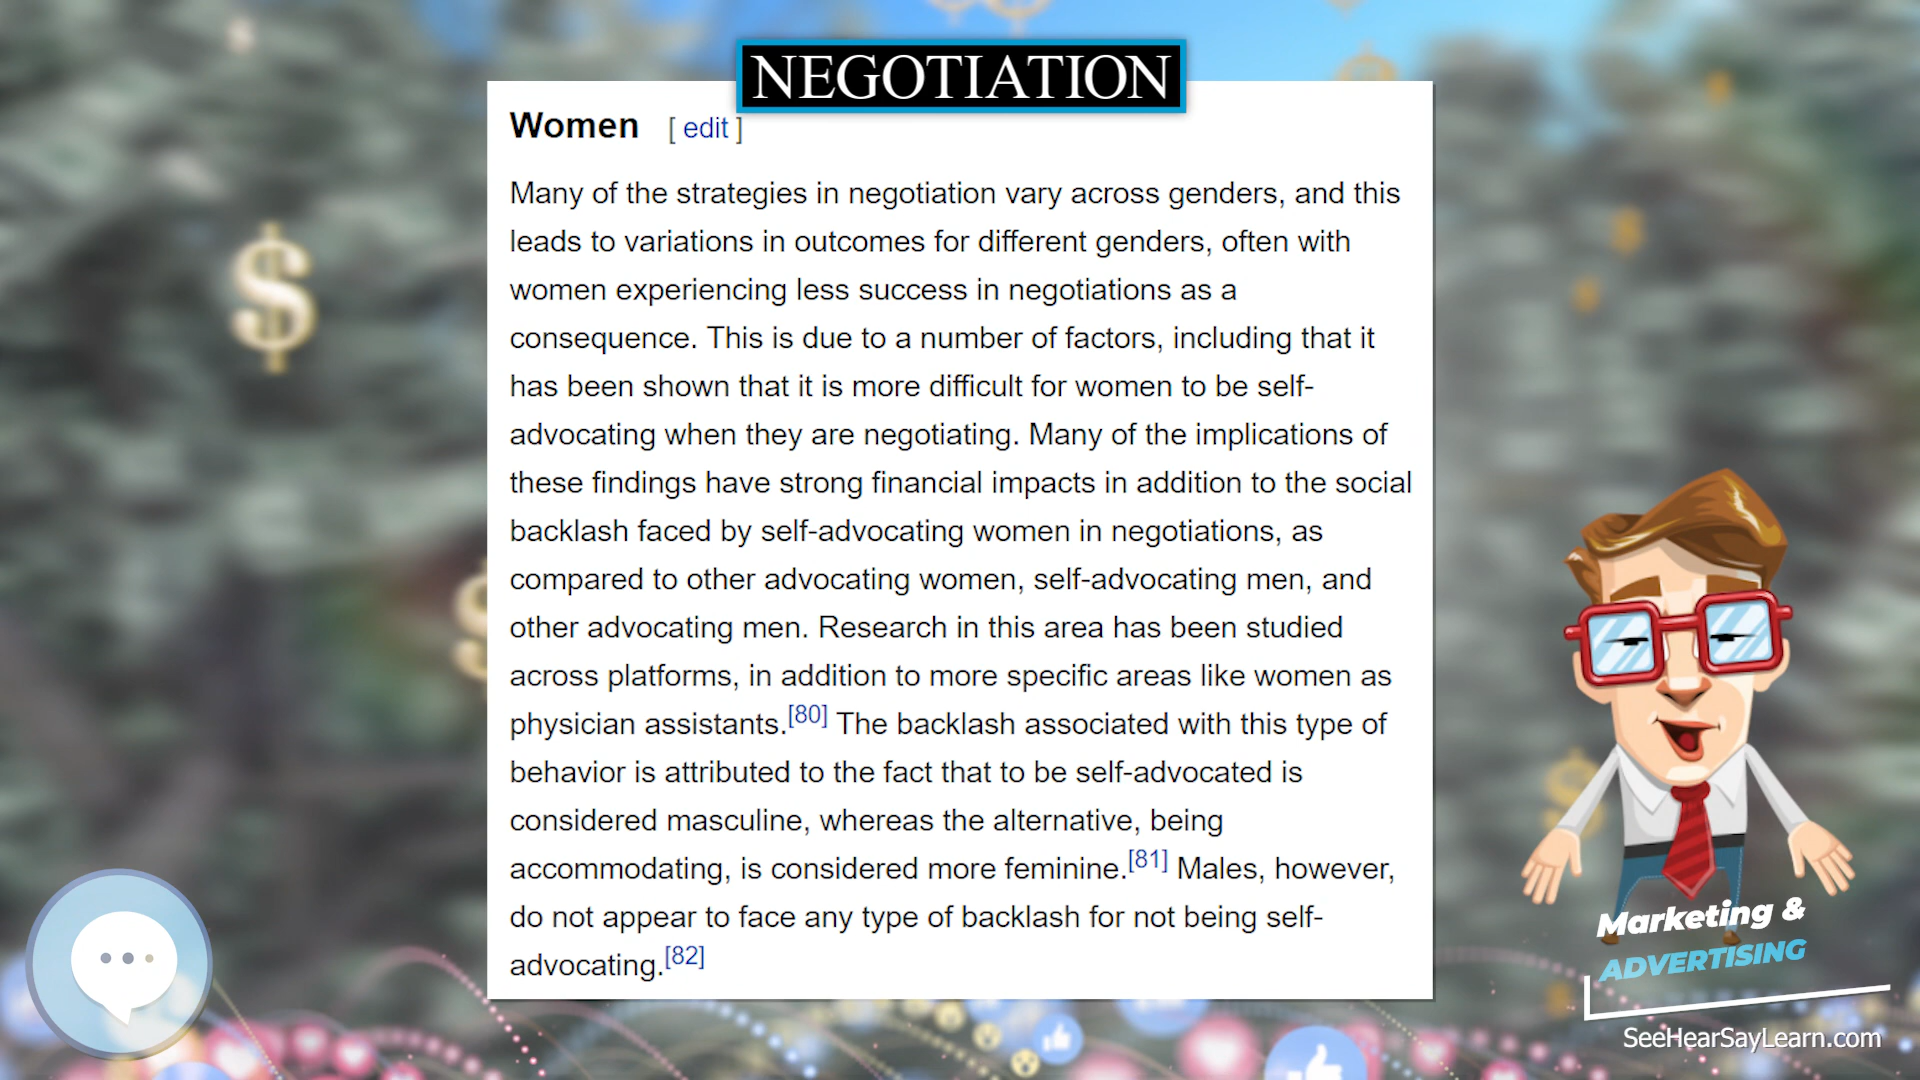 NEGOTIATION
Women [ edit ]
Many of the strategies in negotiation vary across genders, and this
leads to variations in outcomes for different genders, often with
women experiencing less success in negotiations as a
consequence. This is due to a number of factors, including that it
has been shown that it is more difficult for women to be self-
advocating when they are negotiating. Many of the implications of
these findings have strong financial impacts in addition to the social
backlash faced by self-advocating women in negotiations, as
compared to other advocating women, self-advocating men, and
other advocating men. Research in this area has been studied
across platforms, in addition to more specific areas like women as
physician assistants.[80] The backlash associated with this type of
behavior is attributed to the fact that to be self-advocated is
considered masculine, whereas the alternative, being
accommodating, is considered more feminine.[81] Males, however,
do not appear to face any type of backlash for not being self-
advocating.[82]
Marketing &
ADVERTISING
SeeHearSayLearn.com